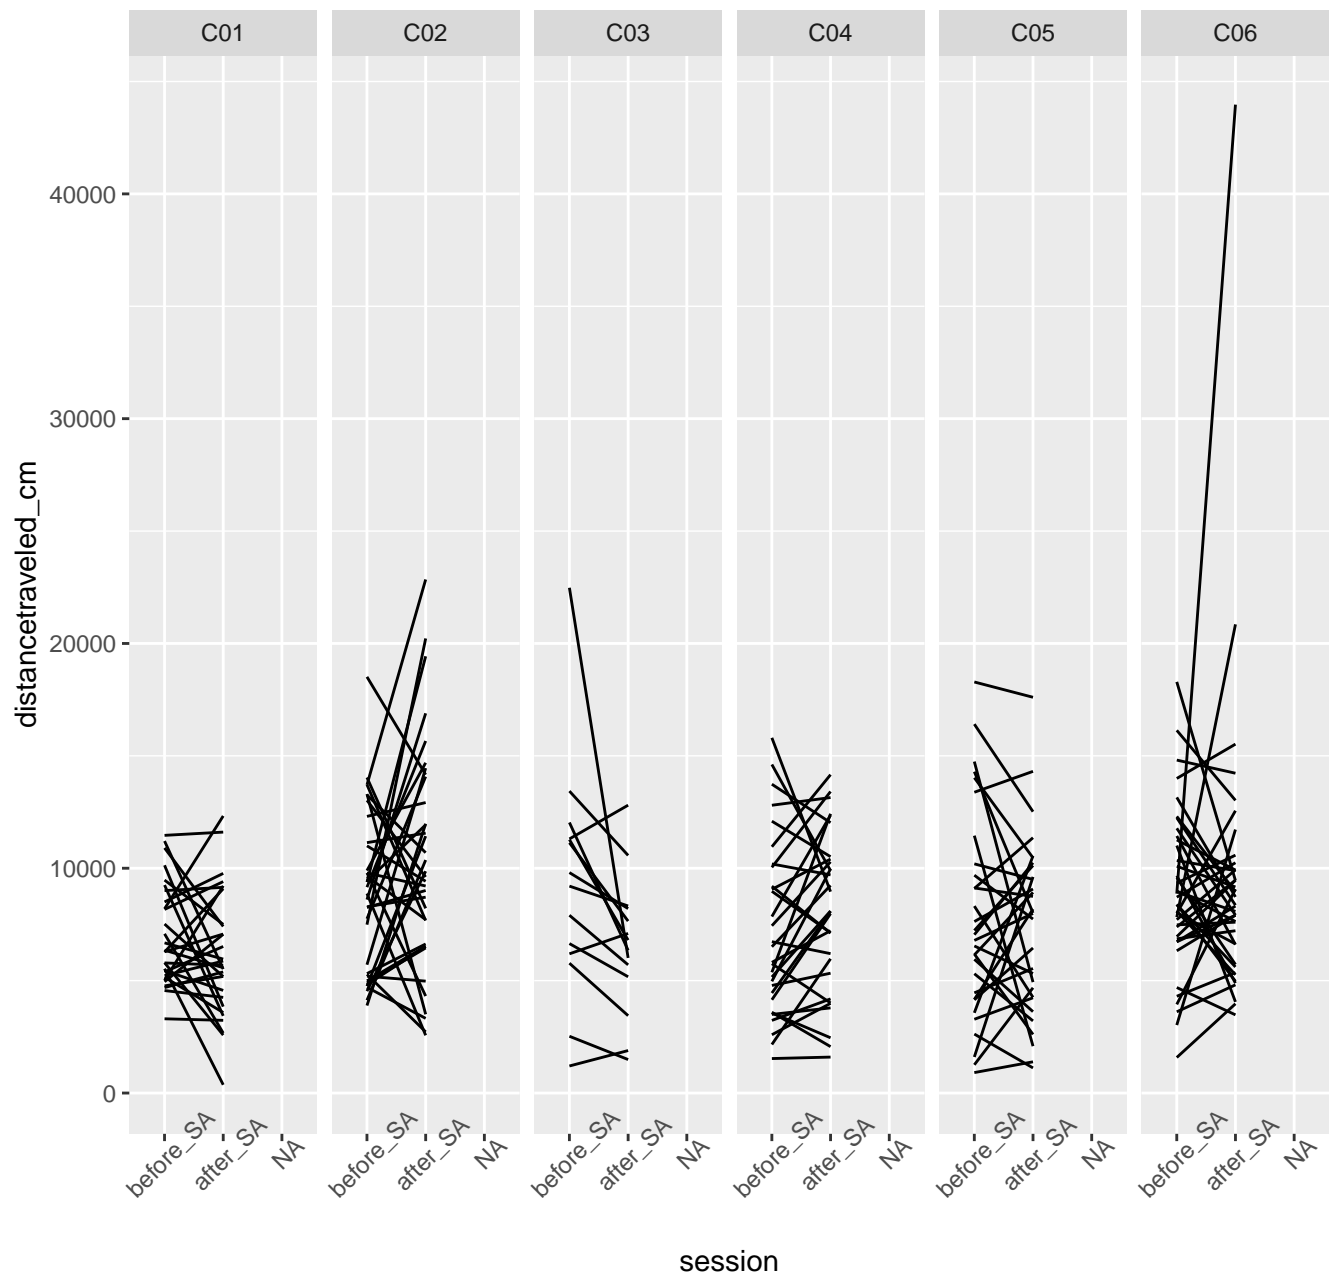 C01 C02 C03 C04 C05 C06
40000
30000
20000
10000
0
distancetraveled_cm
before_SA after_SA NA before_SA after_SA NA before_SA after_SA NA before_SA after_SA NA before_SA after_SA NA before_SA after_SA NA
session